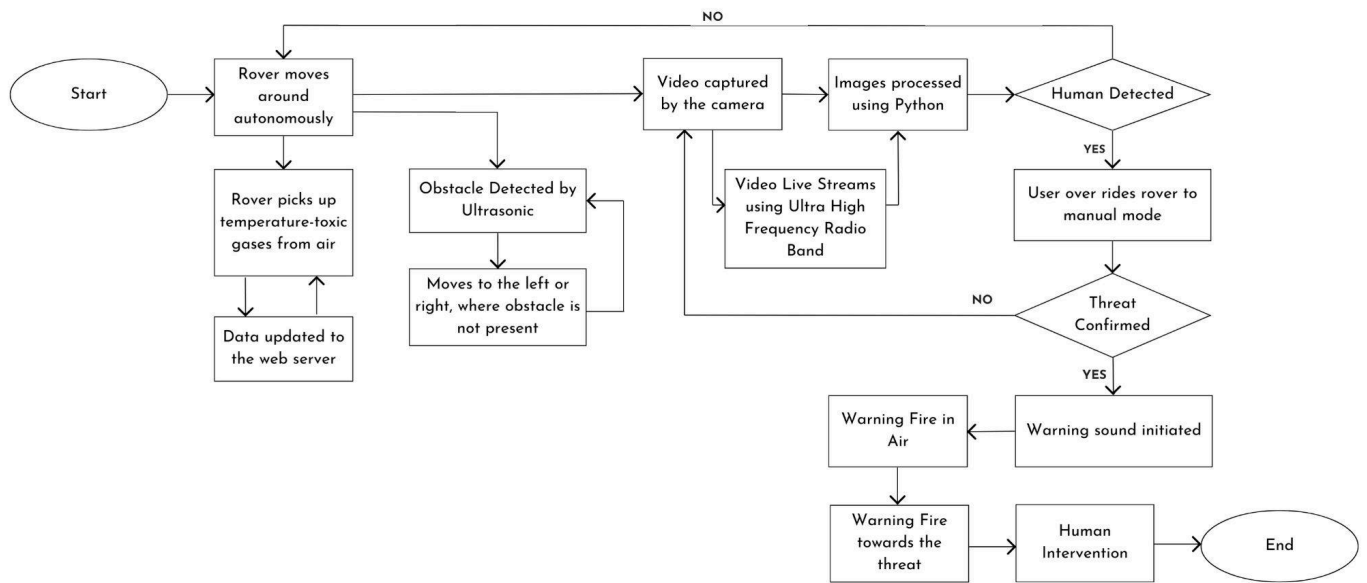 NO
Start
Rover moves
around
autonomously
Video captured
by the camera
Images processed
using Python
Human Detected
YES
Rover picks up
temperature-toxic
gases from air
Obstacle Detected by
Ultrasonic
Video Live Streams
using Ultra High
Frequency Radio
Band
User over rides rover to
manual mode
Moves to the left or
right, where obstacle is
not present
NO
Threat
Confirmed
Data updated to
the web server
YES
Warning Fire in
Air
Warning sound initiated
Warning Fire
towards the
threat
Human
Intervention
End